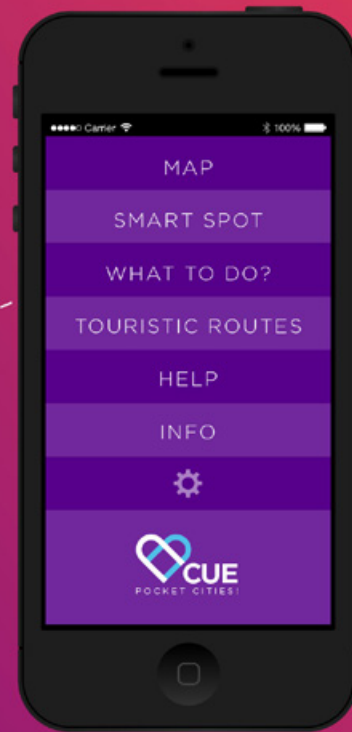 Carrier 100%
MAP
SMART SPOT
WHAT TO DO?
TOURISTIC ROUTES
HELP
INFO
CUE
POCKET CITIES!